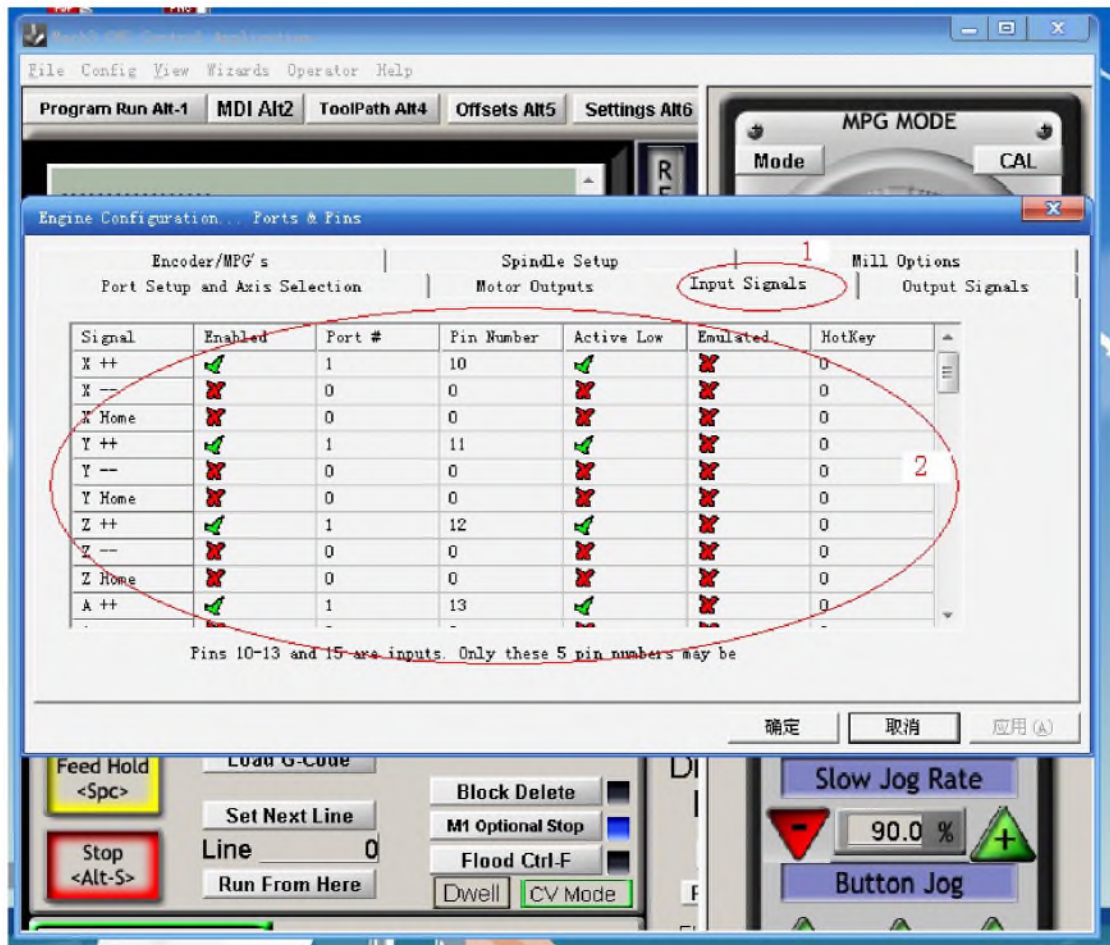 Mach3 CNC Control Application
File Config View Wizards Operator Help
Program Run Alt-1 MDI Alt2 ToolPath Alt4 Offsets Alt5 Settings Alt6
MPG MODE
Mode CAL
R
Engine Configuration... Ports & Pins
1
Encoder/MPG's Spindle Setup Mill Options
Port Setup and Axis Selection Motor Outputs Input Signals Output Signals
Signal Enabled Port # Pin Number Active Low Emulated HotKey
X ++ 1 10 0
X -- 0 0 0
X Home 0 0 0
Y ++ 1 11 0
Y -- 0 0 0
2
Y Home 0 0 0
Z ++ 1 12 0
Z -- 0 0 0
Z Home 0 0 0
A ++ 1 13 0
Pins 10-13 and 15 are inputs. Only these 5 pin numbers may be
确定 取消 应用(A)
Feed Hold
<Spc>
Load G-Code
Block Delete
Set Next Line
M1 Optional Stop
Line 0
Flood Ctrl-F
Stop
<Alt-S>
Run From Here
Dwell CV Mode
Slow Jog Rate
- 90.0 % +
Button Jog